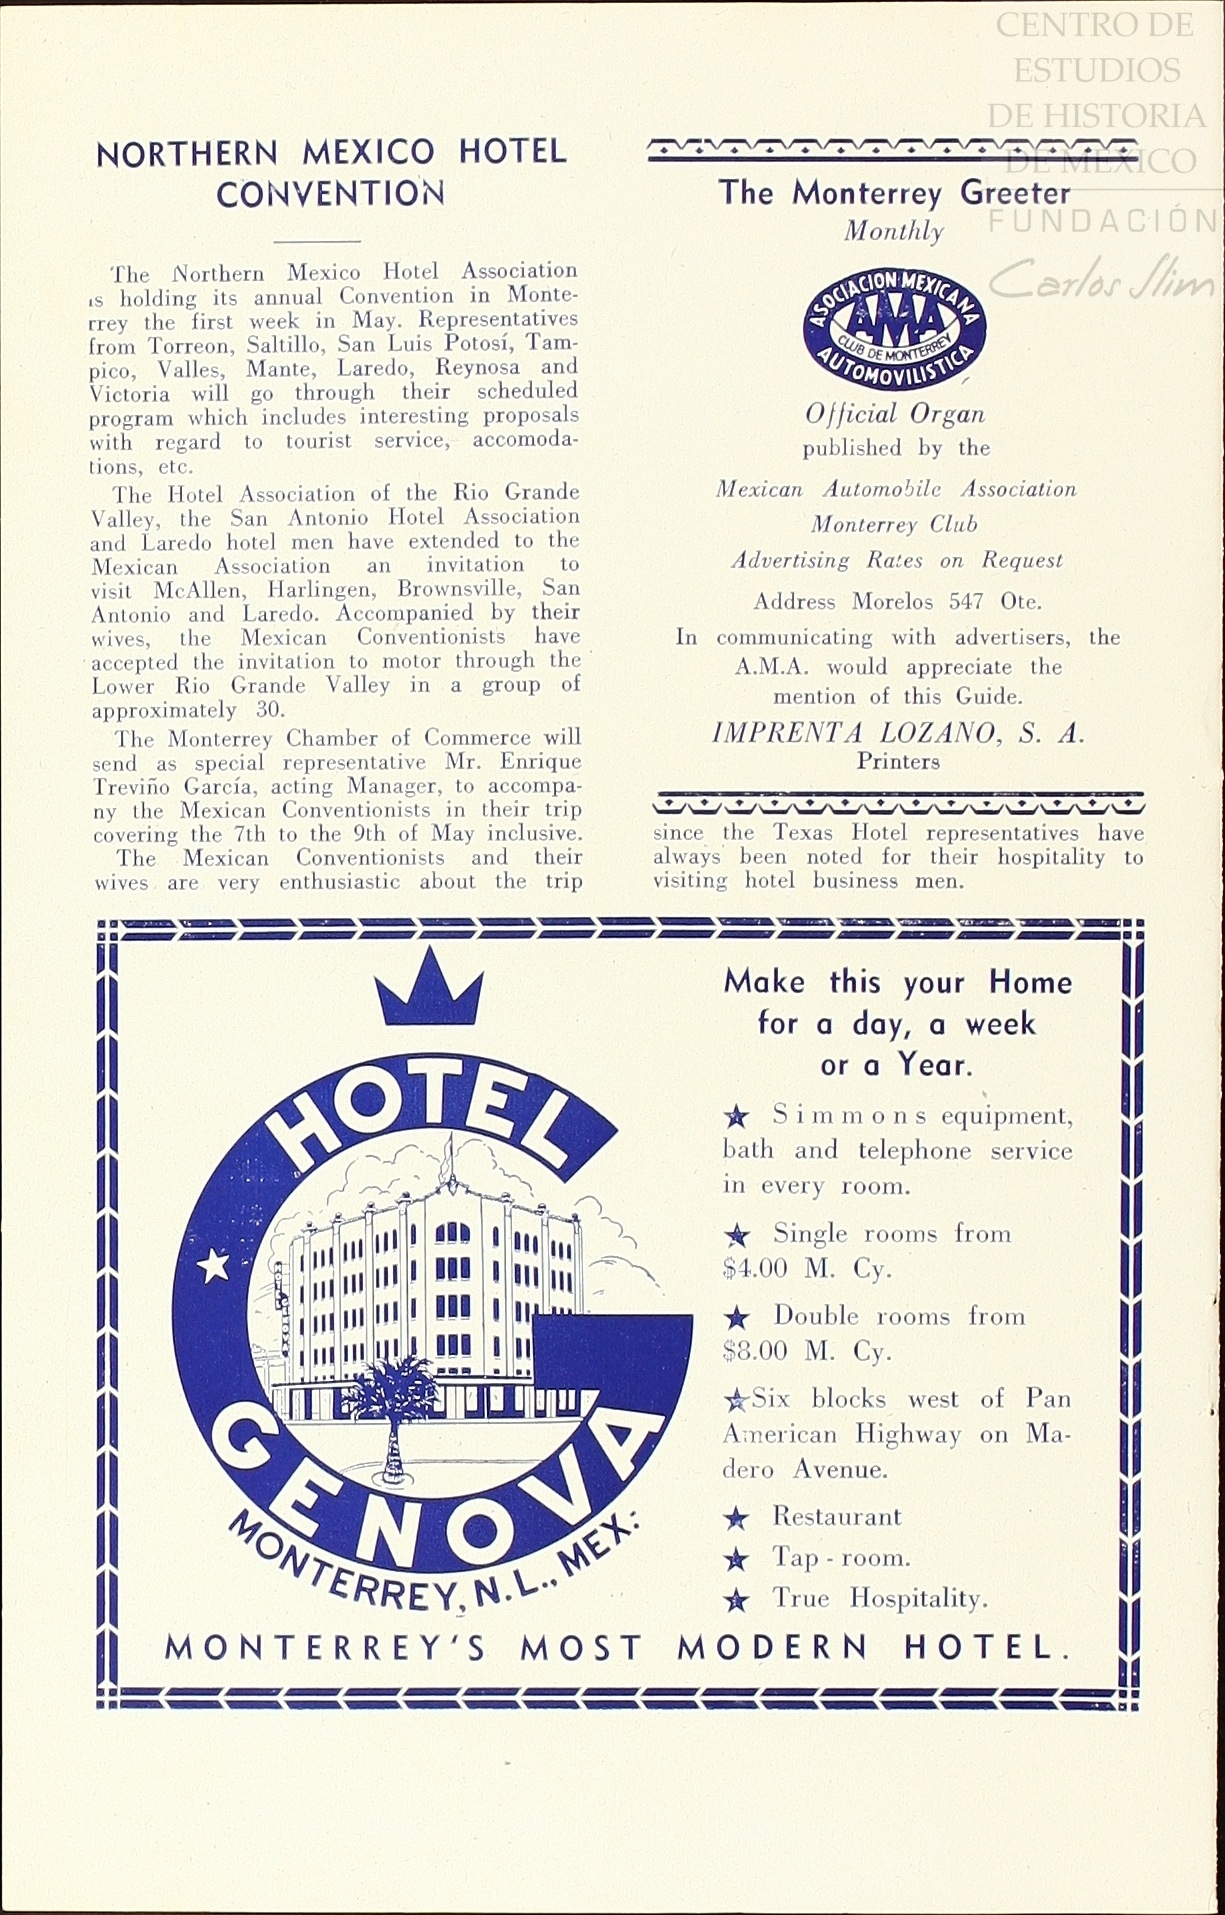 CENTRO DE
ESTUDIOS
DE HISTORIA
DE MEXICO
FUNDACIÓN
Carlos Slim
NORTHERN MEXICO HOTEL
CONVENTION
The Northern Mexico Hotel Association
is holding its annual Convention in Monte-
rrey the first week in May. Representatives
from Torreon, Saltillo, San Luis Potosí, Tam-
pico, Valles, Mante, Laredo, Reynosa and
Victoria will go through their scheduled
program which includes interesting proposals
with regard to tourist service, accomoda-
tions, etc.
The Hotel Association of the Rio Grande
Valley, the San Antonio Hotel Association
and Laredo hotel men have extended to the
Mexican Association an invitation to
visit McAllen, Harlingen, Brownsville, San
Antonio and Laredo. Accompanied by their
wives, the Mexican Conventionists have
accepted the invitation to motor through the
Lower Rio Grande Valley in a group of
approximately 30.
The Monterrey Chamber of Commerce will
send as special representative Mr. Enrique
Treviño García, acting Manager, to accompa-
ny the Mexican Conventionists in their trip
covering the 7th to the 9th of May inclusive.
The Mexican Conventionists and their
wives are very enthusiastic about the trip
The Monterrey Greeter
Monthly
ASOCIACION MEXICANA
AMA
CLUB DE MONTERREY
AUTOMOVILISTICA
Official Organ
published by the
Mexican Automobile Association
Monterrey Club
Advertising Rates on Request
Address Morelos 547 Ote.
In communicating with advertisers, the
A.M.A. would appreciate the
mention of this Guide.
IMPRENTA LOZANO, S. A.
Printers
since the Texas Hotel representatives have
always been noted for their hospitality to
visiting hotel business men.
HOTEL
GENOVA
MONTERREY, N.L., MEX.
Make this your Home
for a day, a week
or a Year.
★ Simmons equipment,
bath and telephone service
in every room.
★ Single rooms from
$4.00 M. Cy.
★ Double rooms from
$8.00 M. Cy.
★Six blocks west of Pan
American Highway on Ma-
dero Avenue.
★ Restaurant
★ Tap - room.
★ True Hospitality.
MONTERREY'S MOST MODERN HOTEL.